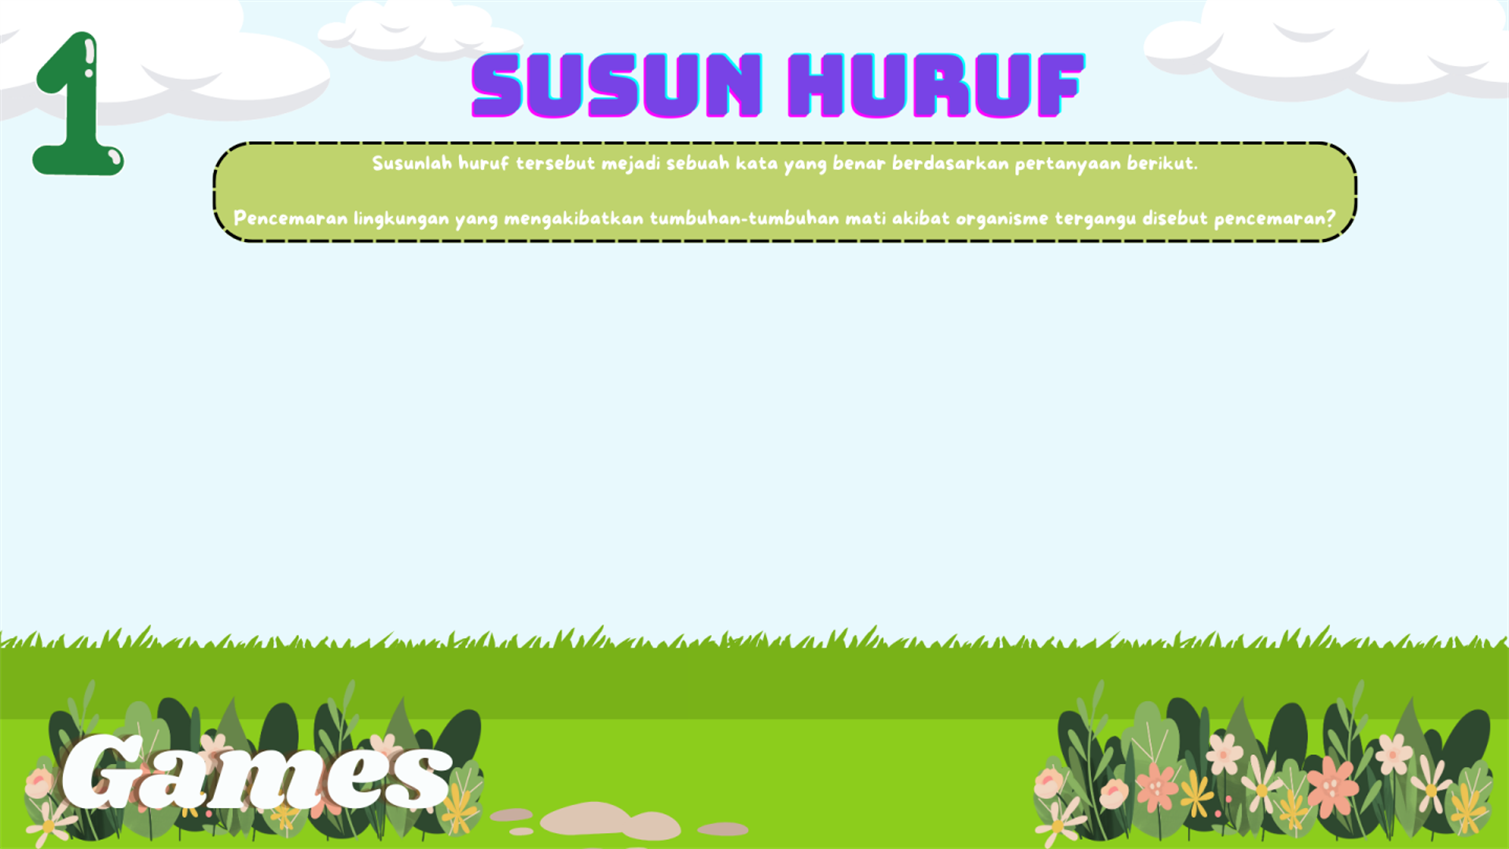 1
SUSUN HURUF
Susunlah huruf tersebut mejadi sebuah kata yang benar berdasarkan pertanyaan berikut.
Pencemaran lingkungan yang mengakibatkan tumbuhan-tumbuhan mati akibat organisme tergangu disebut pencemaran?
Games